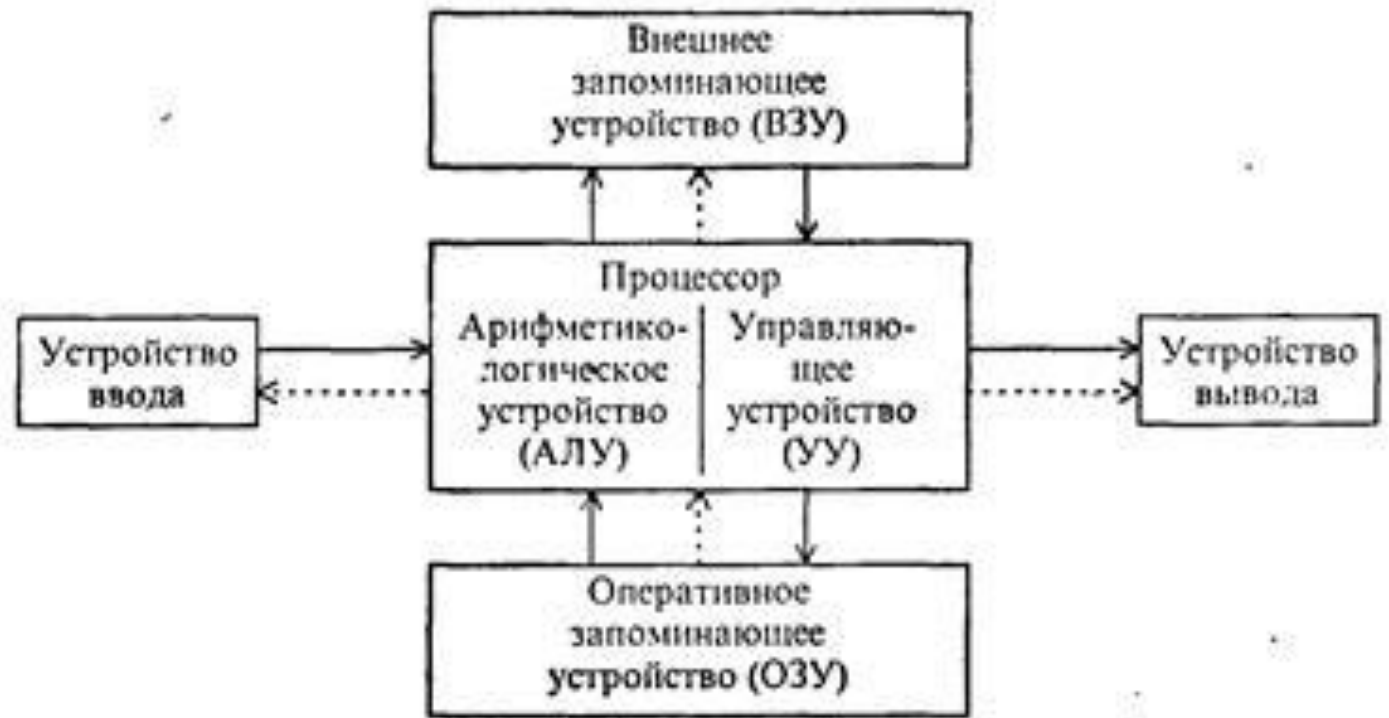 Внешнее
запоминающее
устройство (ВЗУ)
Процессор
Арифметико-
логическое
устройство
(АЛУ)
Управляю-
щее
устройство
(УУ)
Устройство
ввода
Устройство
вывода
Оперативное
запоминающее
устройство (ОЗУ)